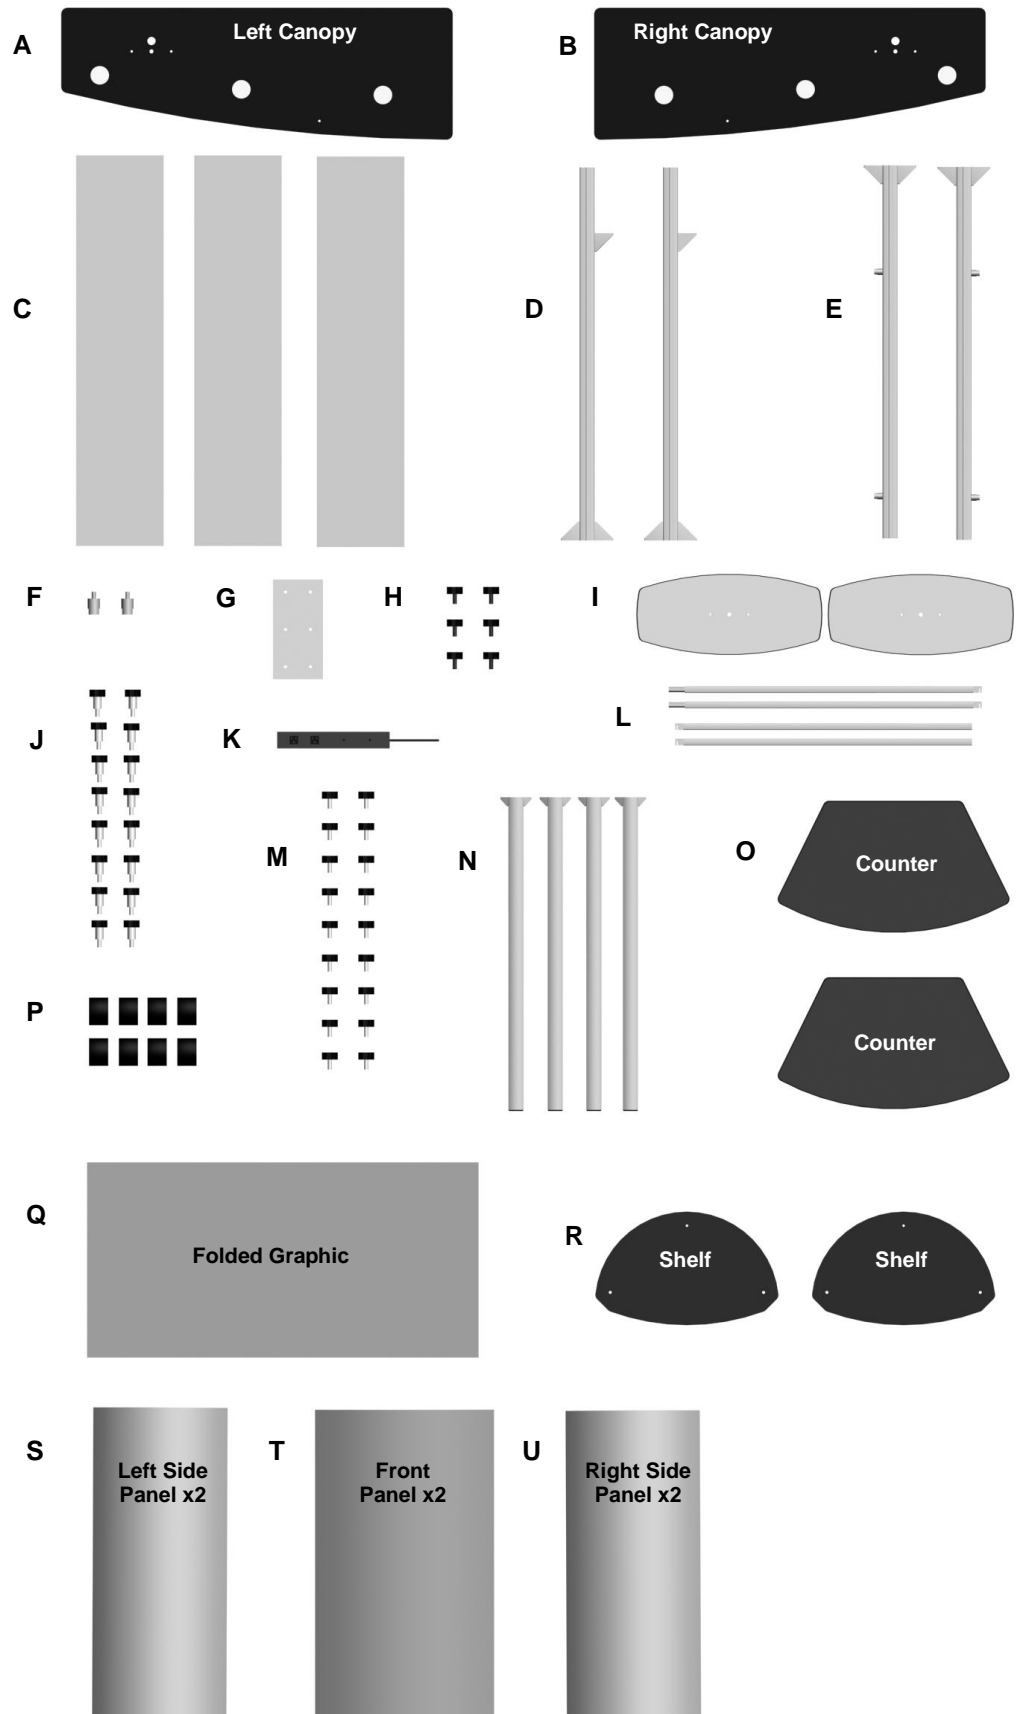 A
Left Canopy
B
Right Canopy
C
D
E
F
G
H
I
J
K
L
M
N
O
Counter
P
Counter
Q
Folded Graphic
R
Shelf
Shelf
S
Left Side
Panel x2
T
Front
Panel x2
U
Right Side
Panel x2